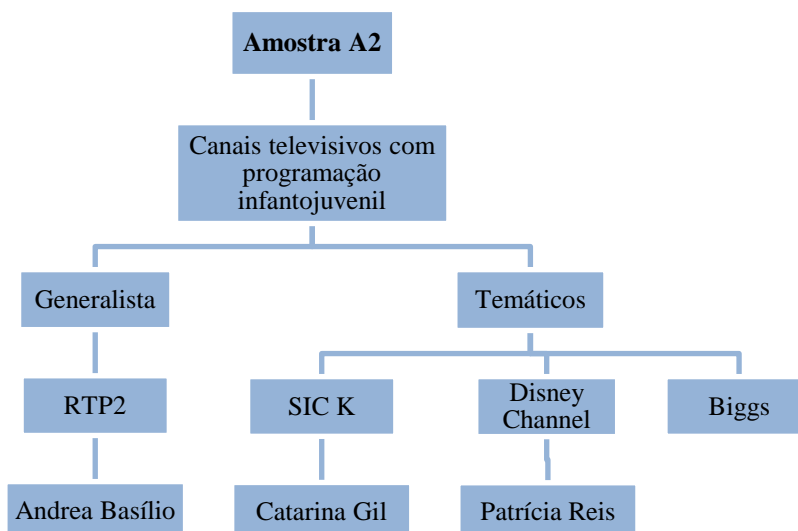 Amostra A2
Canais televisivos com
programação
infantojuvenil
Generalista
Temáticos
RTP2
SIC K
Disney
Channel
Biggs
Andrea Basílio
Catarina Gil
Patrícia Reis